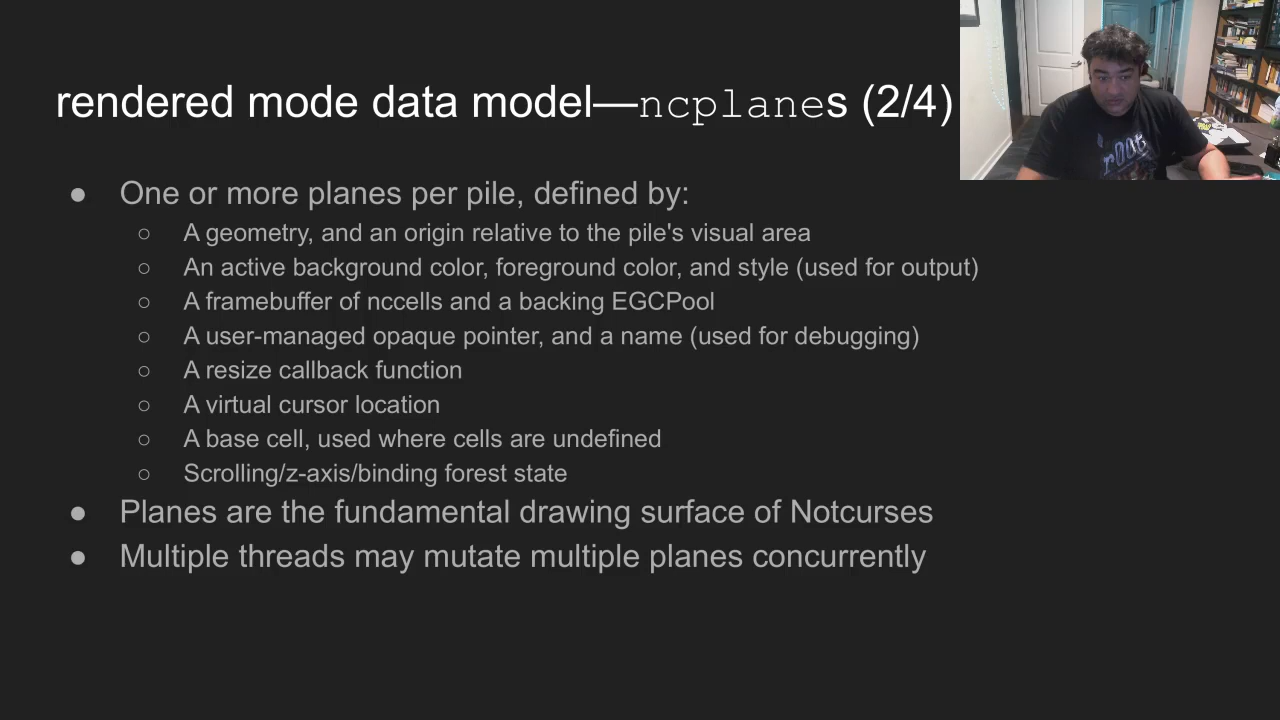 rendered mode data model—ncplanes (2/4)
● One or more planes per pile, defined by:
○ A geometry, and an origin relative to the pile's visual area
○ An active background color, foreground color, and style (used for output)
○ A framebuffer of nccells and a backing EGCPool
○ A user-managed opaque pointer, and a name (used for debugging)
○ A resize callback function
○ A virtual cursor location
○ A base cell, used where cells are undefined
○ Scrolling/z-axis/binding forest state
● Planes are the fundamental drawing surface of Notcurses
● Multiple threads may mutate multiple planes concurrently